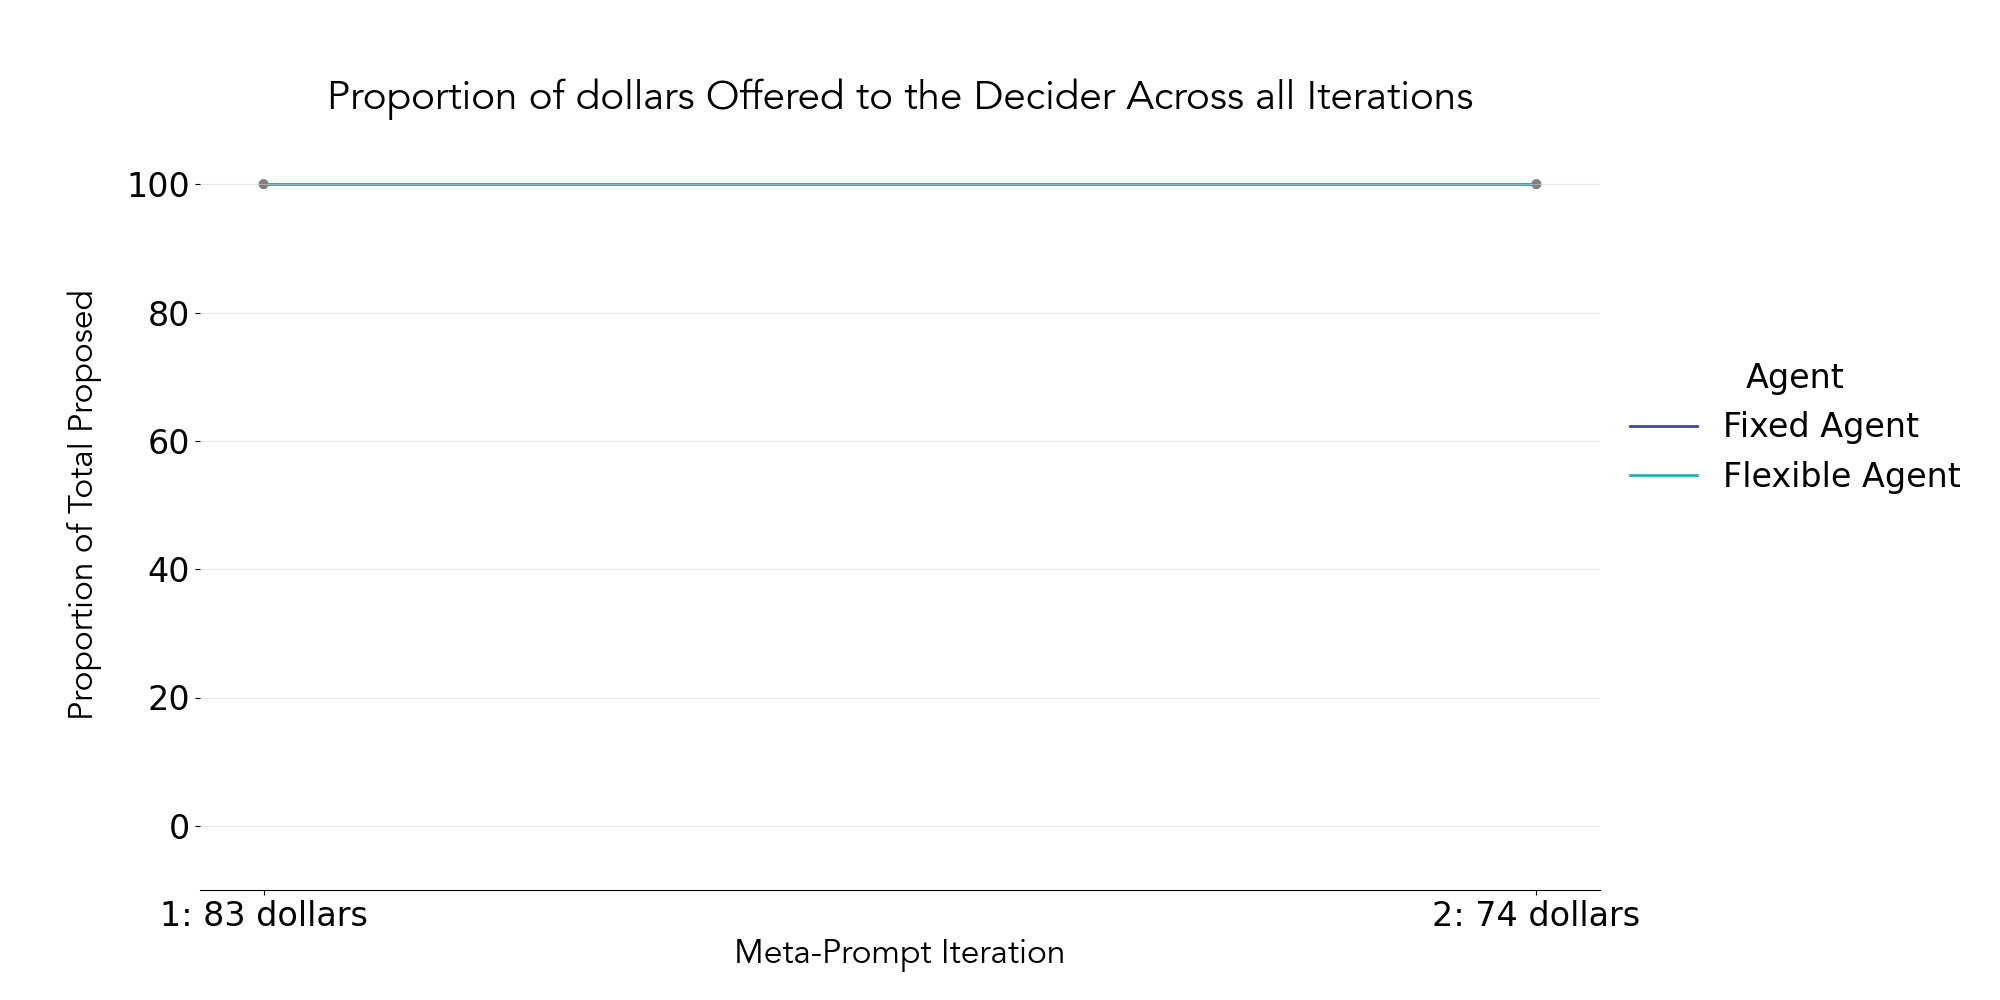 Proportion of dollars Offered to the Decider Across all Iterations
100
80
60
40
20
0
Proportion of Total Proposed
1: 83 dollars
2: 74 dollars
Meta-Prompt Iteration
Agent
Fixed Agent
Flexible Agent